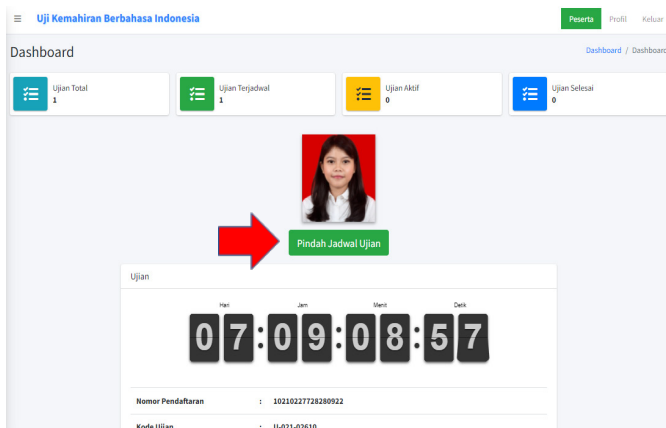 Uji Kemahiran Berbahasa Indonesia
Peserta Profil Keluar
Dashboard
Dashboard / Dashboard
Ujian Total
1
Ujian Terjadwal
1
Ujian Aktif
0
Ujian Selesai
0
Pindah Jadwal Ujian
Ujian
Hari Jam Menit Detik
07:09:08:57
Nomor Pendaftaran : 10210227728280922
Kode Ujian : U-021-02610